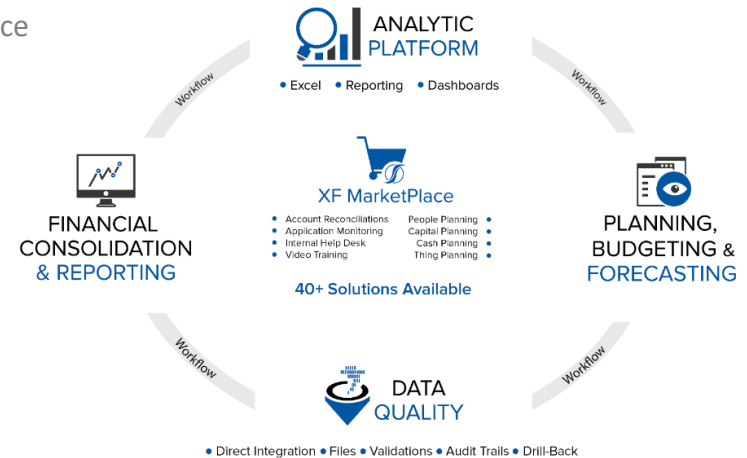 ce
ANALYTIC
PLATFORM
• Excel • Reporting • Dashboards
Workflow
Workflow
XF MarketPlace
• Account Reconciliations
• Application Monitoring
• Internal Help Desk
• Video Training
People Planning •
Capital Planning •
Cash Planning •
Thing Planning •
40+ Solutions Available
FINANCIAL
CONSOLIDATION
& REPORTING
PLANNING,
BUDGETING &
FORECASTING
Workflow
Workflow
DATA
QUALITY
• Direct Integration • Files • Validations • Audit Trails • Drill-Back